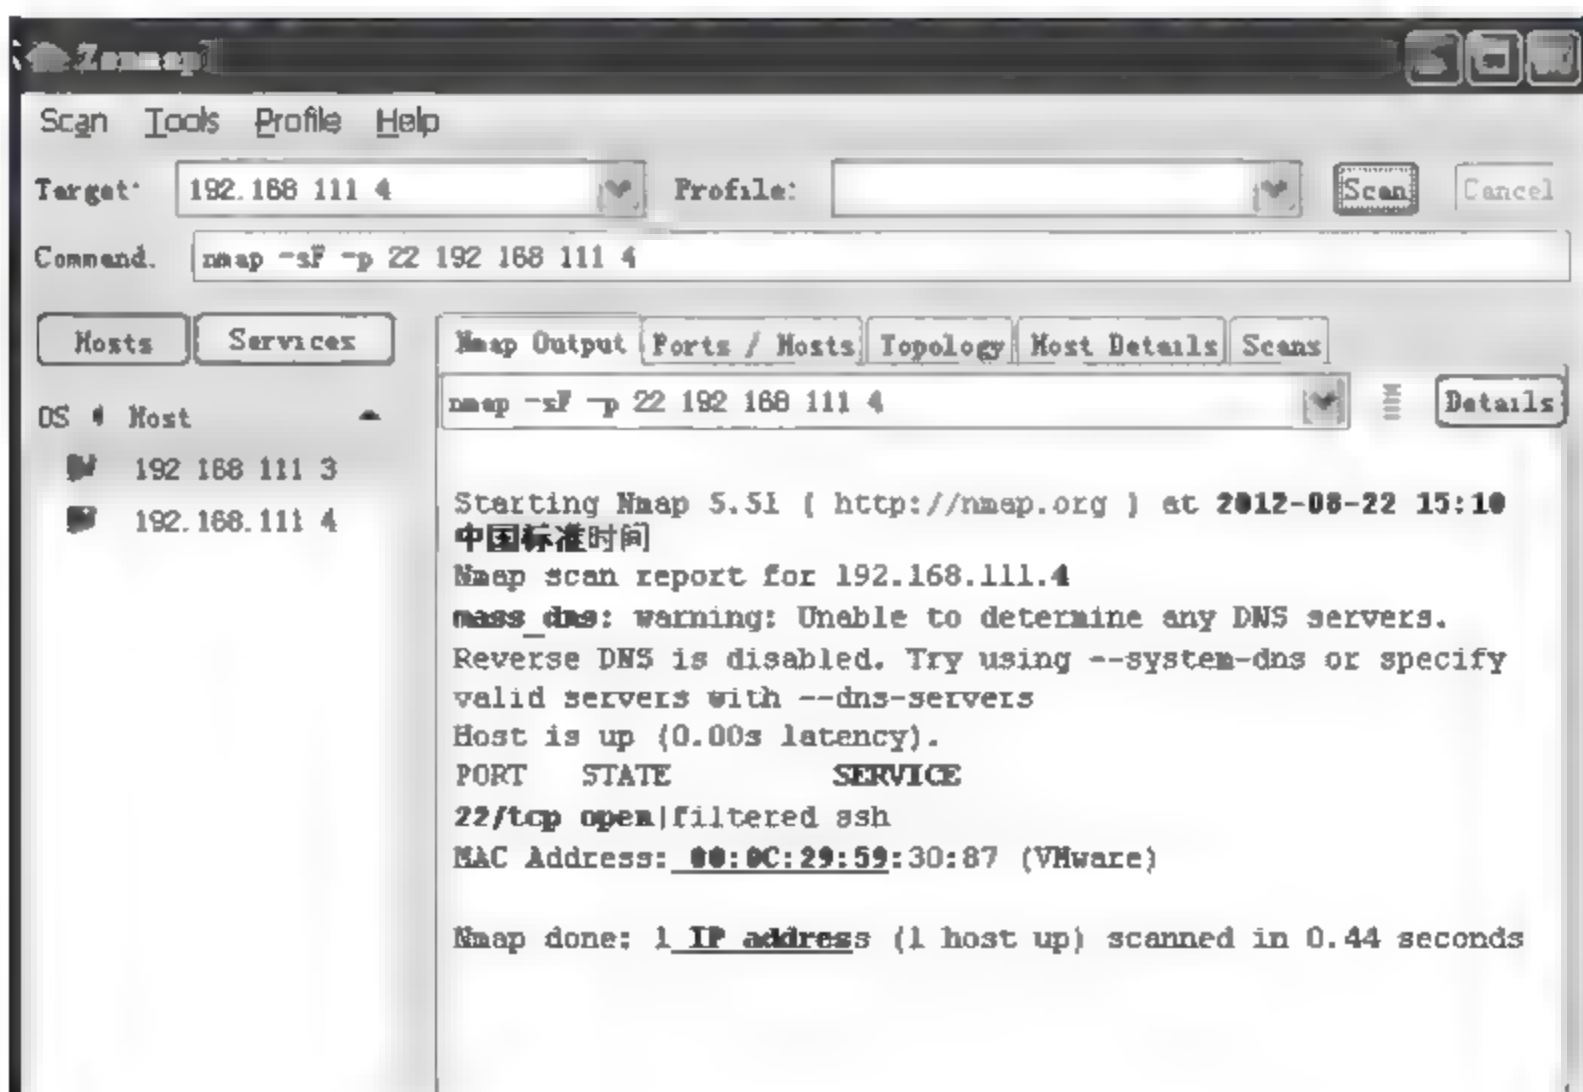 Zenmap
Scan Tools Profile Help
Target: 192.168 111 4 Profile: Scan Cancel
Command. nmap -sF -p 22 192 168 111 4
Hosts Services
Nmap Output Ports / Hosts Topology Host Details Scans
nmap -sF -p 22 192 168 111 4 Details
OS Host
192 168 111 3
192.168.111 4
Starting Nmap 5.51 ( http://nmap.org ) at 2012-08-22 15:10
中国标准时间
Nmap scan report for 192.168.111.4
mass_dns: warning: Unable to determine any DNS servers.
Reverse DNS is disabled. Try using --system-dns or specify
valid servers with --dns-servers
Host is up (0.00s latency).
PORT STATE SERVICE
22/tcp open|filtered ssh
MAC Address: 00:0C:29:59:30:87 (VMware)
Nmap done: 1 IP address (1 host up) scanned in 0.44 seconds